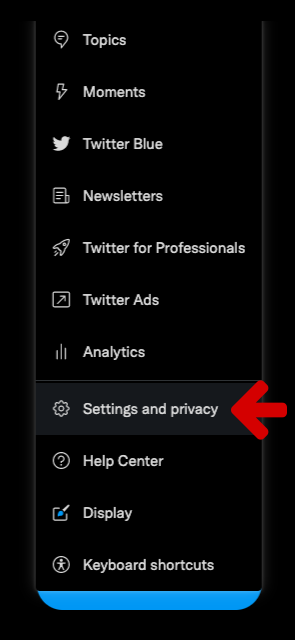 Topics
Moments
Twitter Blue
Newsletters
Twitter for Professionals
Twitter Ads
Analytics
Settings and privacy
Help Center
Display
Keyboard shortcuts